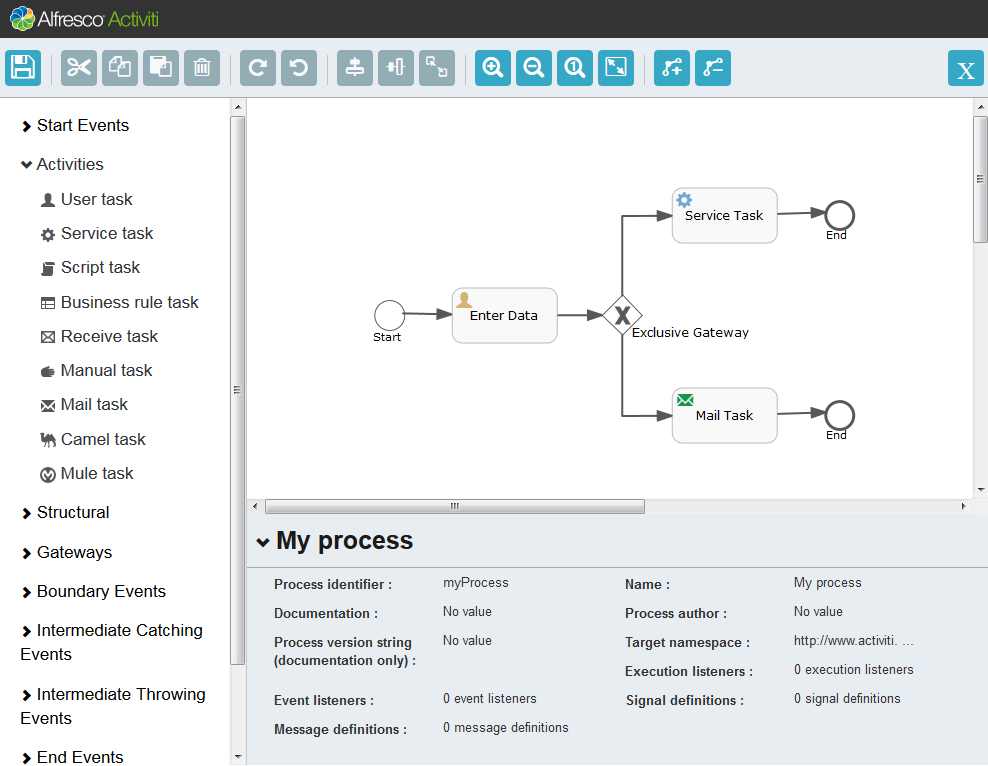 Alfresco Activiti
X
Start Events
Activities
User task
Service task
Script task
Business rule task
Receive task
Manual task
Mail task
Camel task
Mule task
Structural
Gateways
Boundary Events
Intermediate Catching
Events
Intermediate Throwing
Events
End Events
Service Task
End
Enter Data
Start
X
Exclusive Gateway
Mail Task
End
My process
Process identifier : myProcess Name : My process
Documentation : No value Process author : No value
Process version string No value Target namespace : http://www.activiti. ...
(documentation only) :
Execution listeners : 0 execution listeners
Event listeners : 0 event listeners Signal definitions : 0 signal definitions
Message definitions : 0 message definitions